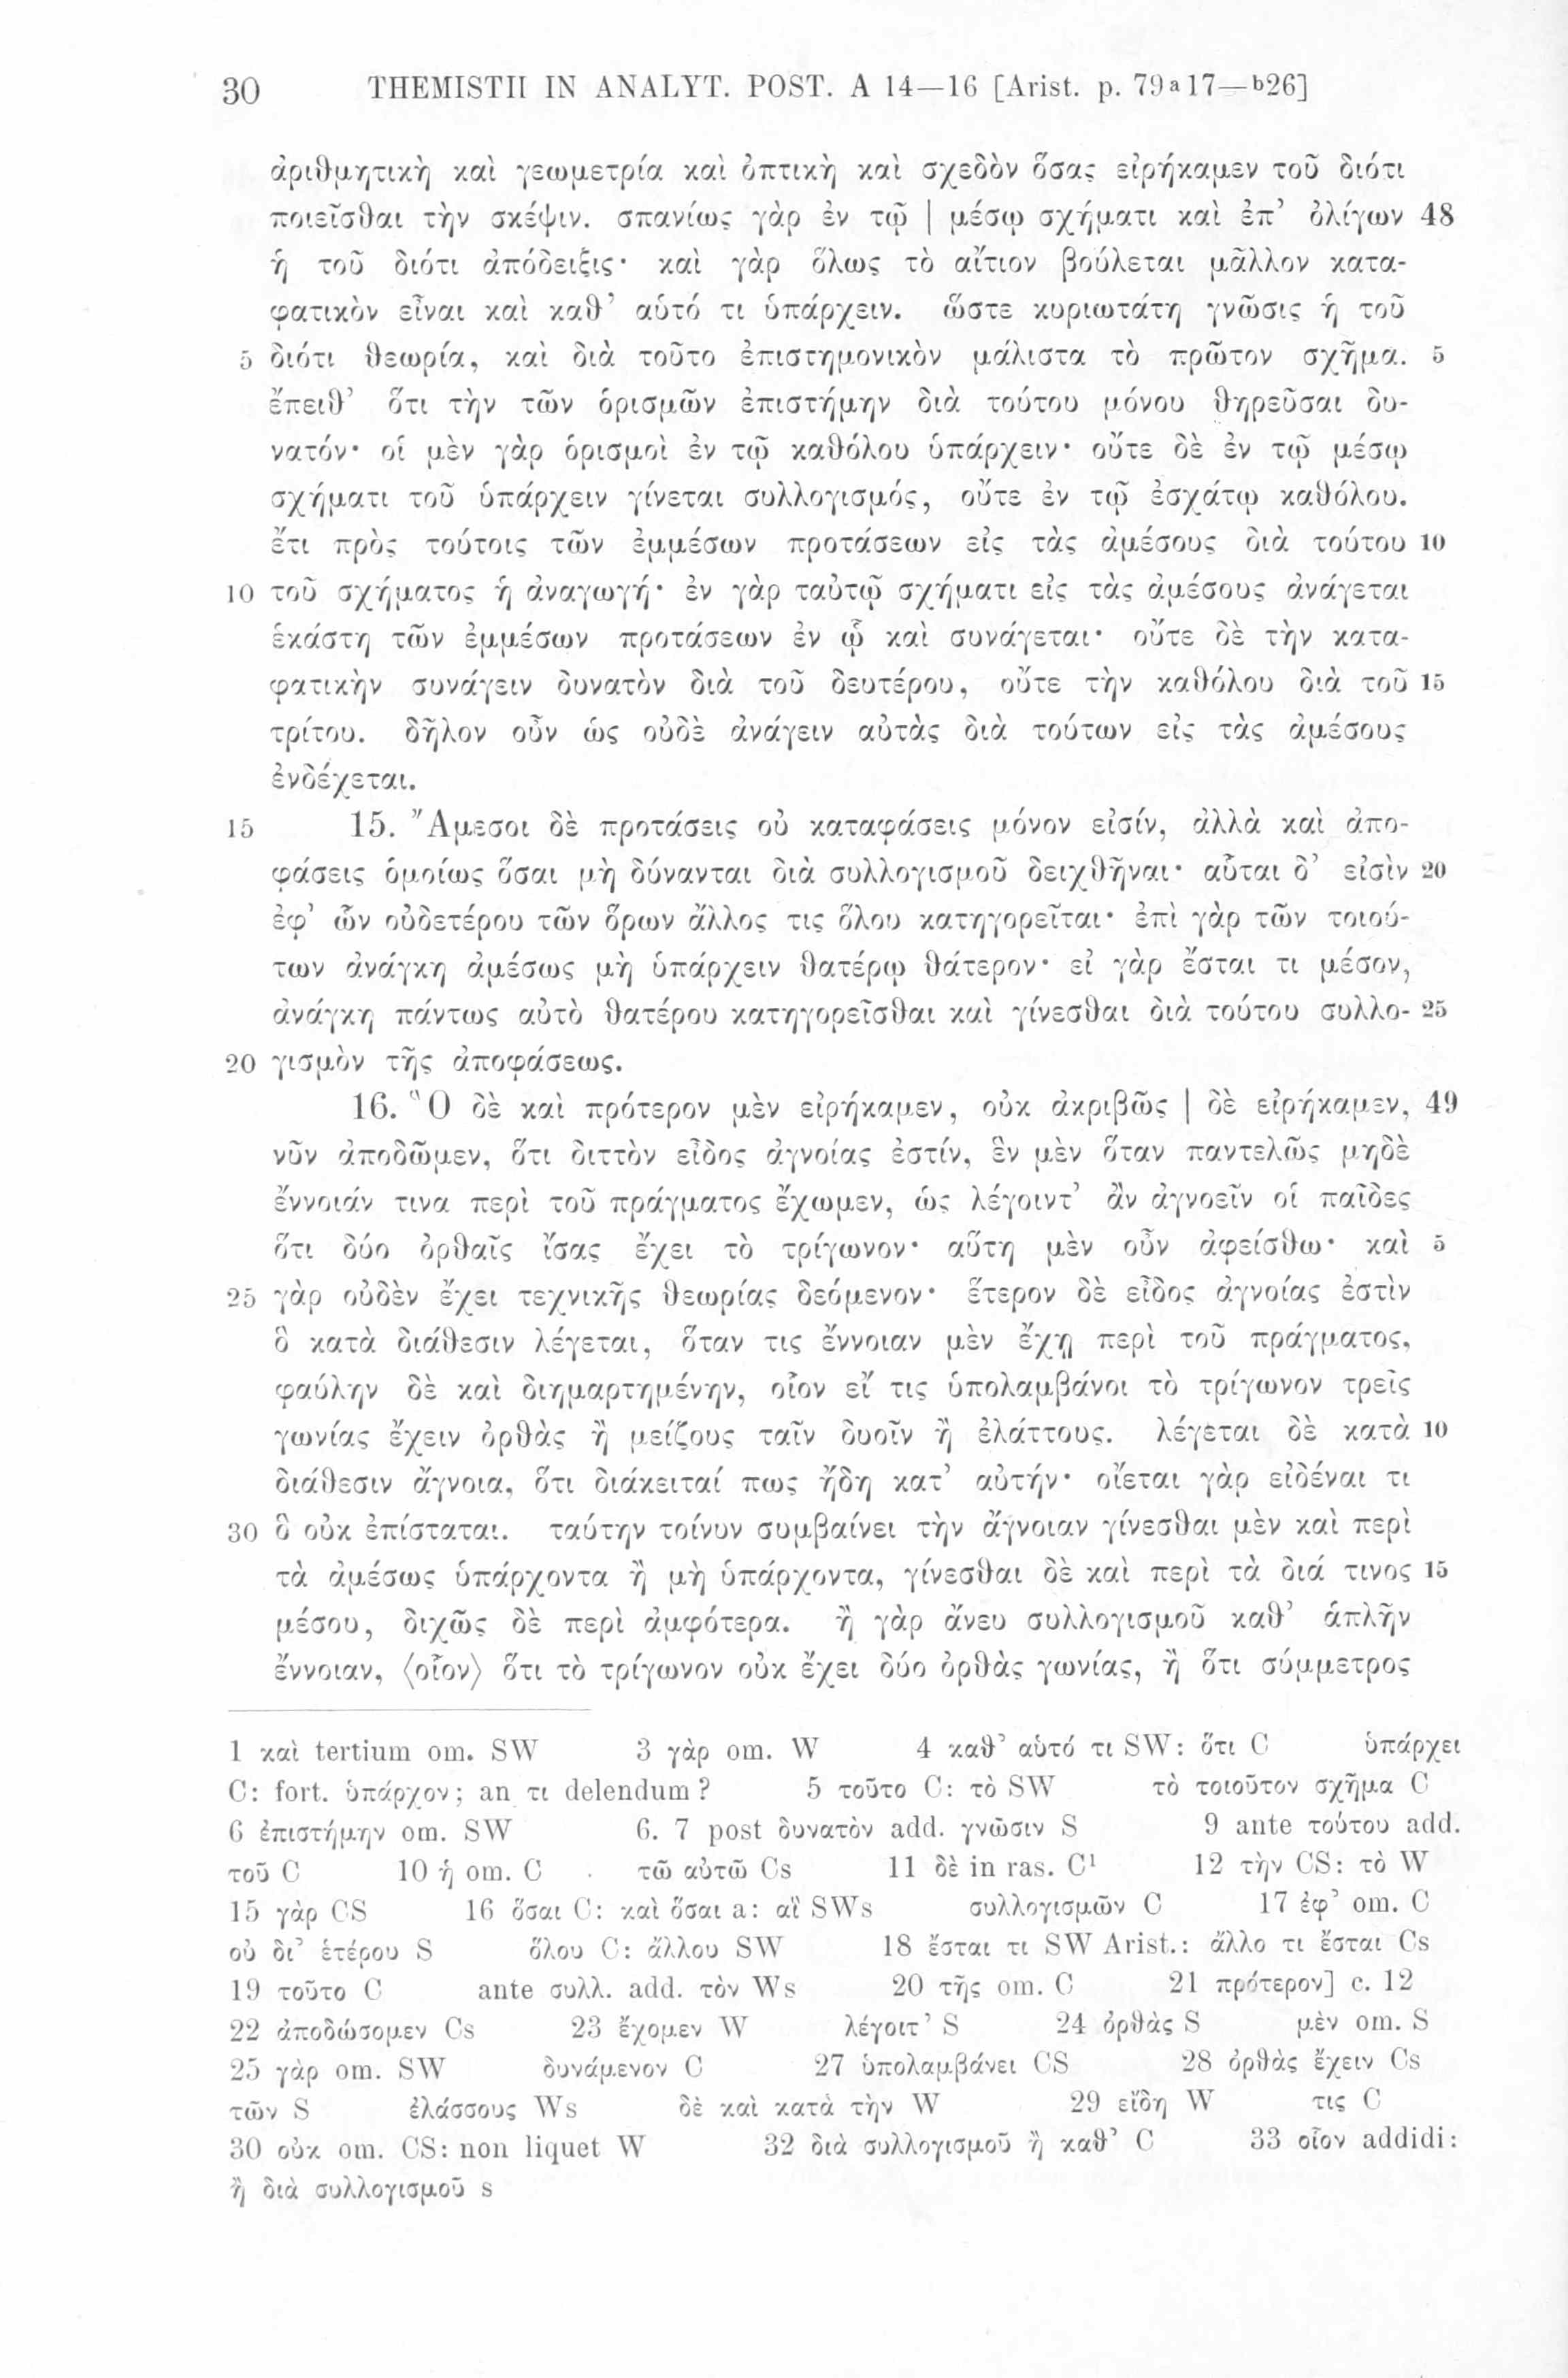 30 THEMISTII IN ANALYT. POST. A 14—16 [Arist. p. 79a17—b26]
ἀριθμητικὴ καὶ γεωμετρία καὶ ὀπτικὴ καὶ σχεδὸν ὅσας εἰρήκαμεν τοῦ διότι
ποιεῖσθαι τὴν σκέψιν. σπανίως γὰρ ἐν τῷ | μέσῳ σχήματι καὶ ἐπ’ ὀλίγων 48
ἡ τοῦ διότι ἀπόδειξις· καὶ γὰρ ὅλως τὸ αἴτιον βούλεται μᾶλλον κατα-
φατικὸν εἶναι καὶ καθ’ αὑτό τι ὑπάρχειν. ὥστε κυριωτάτη γνῶσις ἡ τοῦ
5 διότι θεωρία, καὶ διὰ τοῦτο ἐπιστημονικὸν μάλιστα τὸ πρῶτον σχῆμα. 5
ἔπειθ’ ὅτι τὴν τῶν ὁρισμῶν ἐπιστήμην διὰ τούτου μόνου θηρεῦσαι δυ-
νατόν· οἱ μὲν γὰρ ὁρισμοὶ ἐν τῷ καθόλου ὑπάρχειν· οὔτε δὲ ἐν τῷ μέσῳ
σχήματι τοῦ ὑπάρχειν γίνεται συλλογισμός, οὔτε ἐν τῷ ἐσχάτῳ καθόλου.
ἔτι πρὸς τούτοις τῶν ἐμμέσων προτάσεων εἰς τὰς ἀμέσους διὰ τούτου 10
10 τοῦ σχήματος ἡ ἀναγωγή· ἐν γὰρ ταὐτῷ σχήματι εἰς τὰς ἀμέσους ἀνάγεται
ἑκάστη τῶν ἐμμέσων προτάσεων ἐν ᾧ καὶ συνάγεται· οὔτε δὲ τὴν κατα-
φατικὴν συνάγειν δυνατὸν διὰ τοῦ δευτέρου, οὔτε τὴν καθόλου διὰ τοῦ 15
τρίτου. δῆλον οὖν ὡς οὐδὲ ἀνάγειν αὐτὰς διὰ τούτων εἰς τὰς ἀμέσους
ἐνδέχεται.
15 15. Ἄμεσοι δὲ προτάσεις οὐ καταφάσεις μόνον εἰσίν, ἀλλὰ καὶ ἀπο-
φάσεις ὁμοίως ὅσαι μὴ δύνανται διὰ συλλογισμοῦ δειχθῆναι· αὗται δ’ εἰσὶν 20
ἐφ’ ὧν οὐδετέρου τῶν ὅρων ἄλλος τις ὅλου κατηγορεῖται· ἐπὶ γὰρ τῶν τοιού-
των ἀνάγκη ἀμέσως μὴ ὑπάρχειν θατέρῳ θάτερον· εἰ γὰρ ἔσται τι μέσον,
ἀνάγκη πάντως αὐτὸ θατέρου κατηγορεῖσθαι καὶ γίνεσθαι διὰ τούτου συλλο- 25
20 γισμὸν τῆς ἀποφάσεως.
16. Ὃ δὲ καὶ πρότερον μὲν εἰρήκαμεν, οὐκ ἀκριβῶς | δὲ εἰρήκαμεν, 49
νῦν ἀποδῶμεν, ὅτι διττὸν εἶδος ἀγνοίας ἐστίν, ἓν μὲν ὅταν παντελῶς μηδὲ
ἔννοιάν τινα περὶ τοῦ πράγματος ἔχωμεν, ὡς λέγοιντ’ ἂν ἀγνοεῖν οἱ παῖδες
ὅτι δύο ὀρθαῖς ἴσας ἔχει τὸ τρίγωνον· αὕτη μὲν οὖν ἀφείσθω· καὶ 5
25 γὰρ οὐδὲν ἔχει τεχνικῆς θεωρίας δεόμενον· ἕτερον δὲ εἶδος ἀγνοίας ἐστὶν
ὃ κατὰ διάθεσιν λέγεται, ὅταν τις ἔννοιαν μὲν ἔχῃ περὶ τοῦ πράγματος,
φαύλην δὲ καὶ διημαρτημένην, οἷον εἴ τις ὑπολαμβάνοι τὸ τρίγωνον τρεῖς
γωνίας ἔχειν ὀρθὰς ἢ μείζους ταῖν δυοῖν ἢ ἐλάττους. λέγεται δὲ κατὰ 10
διάθεσιν ἄγνοια, ὅτι διάκειταί πως ἤδη κατ’ αὐτήν· οἴεται γὰρ εἰδέναι τι
30 ὃ οὐκ ἐπίσταται. ταύτην τοίνυν συμβαίνει τὴν ἄγνοιαν γίνεσθαι μὲν καὶ περὶ
τὰ ἀμέσως ὑπάρχοντα ἢ μὴ ὑπάρχοντα, γίνεσθαι δὲ καὶ περὶ τὰ διά τινος 15
μέσου, διχῶς δὲ περὶ ἀμφότερα. ἢ γὰρ ἄνευ συλλογισμοῦ καθ’ ἁπλῆν
ἔννοιαν, ⟨οἷον⟩ ὅτι τὸ τρίγωνον οὐκ ἔχει δύο ὀρθὰς γωνίας, ἢ ὅτι σύμμετρος
1 καὶ tertium om. SW 3 γὰρ om. W 4 καθ’ αὑτό τι SW: ὅτι C ὑπάρχει
C: fort. ὑπάρχον; an τι delendum? 5 τοῦτο C: τὸ SW τὸ τοιοῦτον σχῆμα C
6 ἐπιστήμην om. SW 6. 7 post δυνατὸν add. γνῶσιν S 9 ante τούτου add.
τοῦ C 10 ἡ om. C τῶ αὐτῶ Cs 11 δὲ in ras. C¹ 12 τὴν CS: τὸ W
15 γὰρ CS 16 ὅσαι C: καὶ ὅσαι a: αἳ SWs συλλογισμῶν C 17 ἐφ’ om. C
οὐ δι’ ἑτέρου S ὅλου C: ἄλλου SW 18 ἔσται τι SW Arist.: ἄλλο τι ἔσται Cs
19 τοῦτο C ante συλλ. add. τὸν Ws 20 τῆς om. C 21 πρότερον] c. 12
22 ἀποδώσομεν Cs 23 ἔχομεν W λέγοιτ’ S 24 ὀρθὰς S μὲν om. S
25 γὰρ om. SW δυνάμενον C 27 ὑπολαμβάνει CS 28 ὀρθὰς ἔχειν Cs
τῶν S ἐλάσσους Ws δὲ καὶ κατὰ τὴν W 29 εἴδη W τις C
30 οὐκ om. CS: non liquet W 32 διὰ συλλογισμοῦ ἢ καθ’ C 33 οἷον addidi:
ἢ διὰ συλλογισμοῦ s